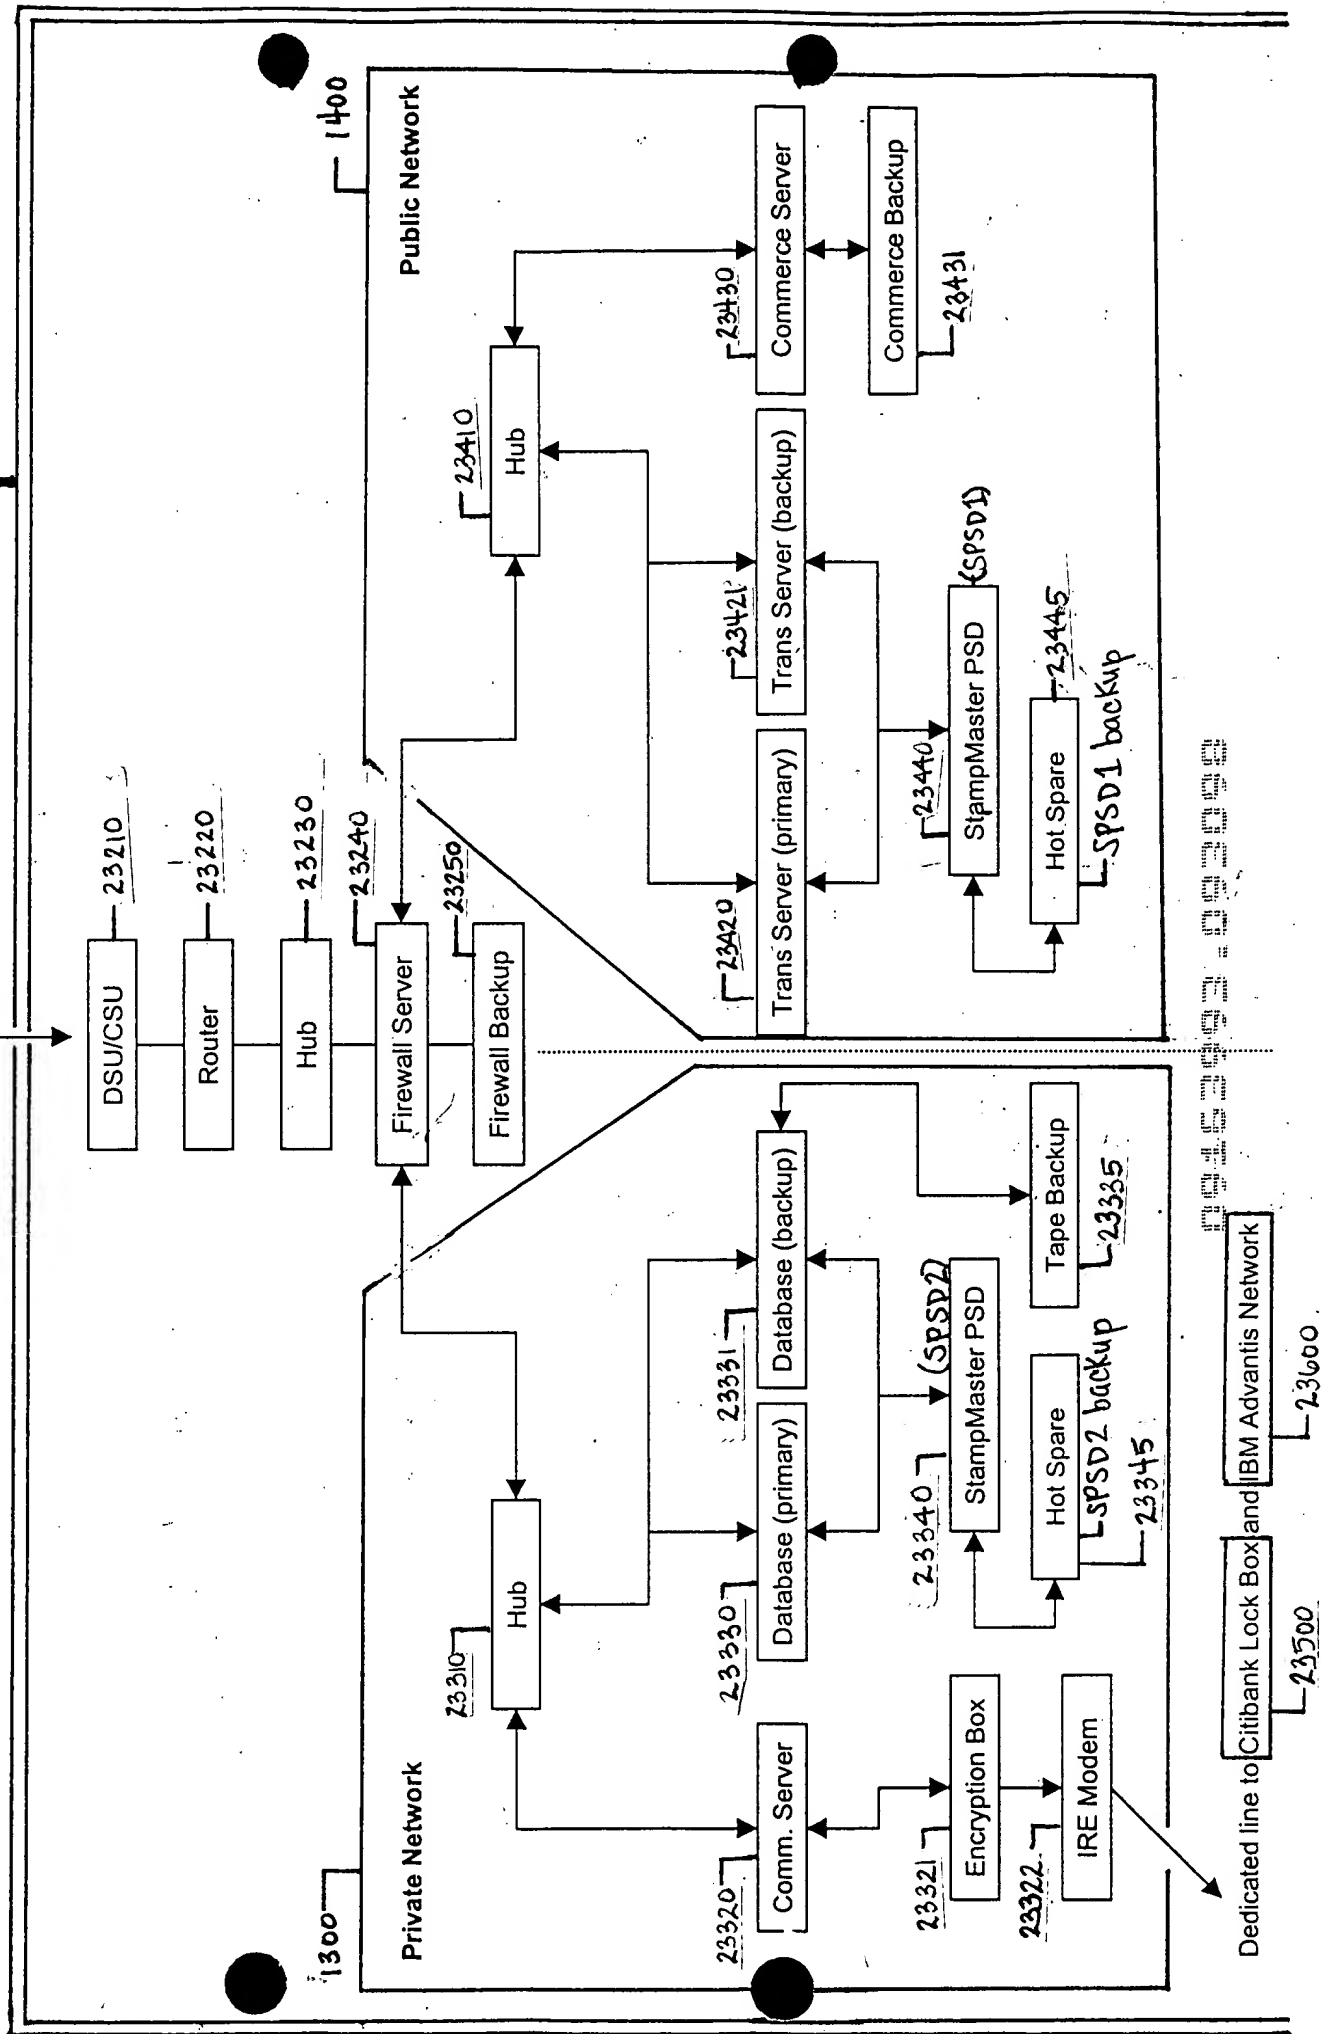 DSU/CSU
23210
Router
23220
Hub
23230
Firewall Server
23240
Firewall Backup
23250
1300
Private Network
Hub
23310
Comm. Server
23320
Database (primary)
23330
Database (backup)
23331
Encryption Box
23321
StampMaster PSD
23340
(SPSD2)
IRE Modem
23322
Hot Spare
SPSD2 backup
23345
Tape Backup
23335
1400
Public Network
Hub
23410
Trans Server (primary)
23420
Trans Server (backup)
23421
Commerce Server
23430
Commerce Backup
23431
StampMaster PSD
23440
(SPSD1)
Hot Spare
23445
SPSD1 backup
Dedicated line to Citibank Lock Box and IBM Advantis Network
23500
23600